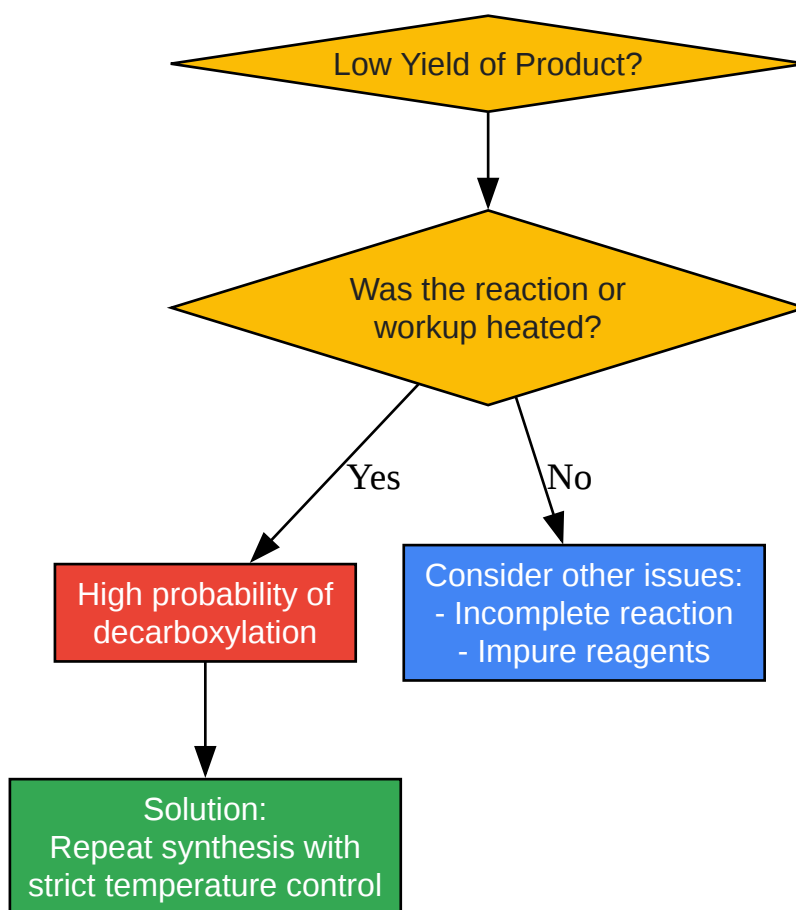 Low Yield of Product?
Was the reaction or
workup heated?
Yes
No
High probability of
decarboxylation
Consider other issues:
- Incomplete reaction
- Impure reagents
Solution:
Repeat synthesis with
strict temperature control